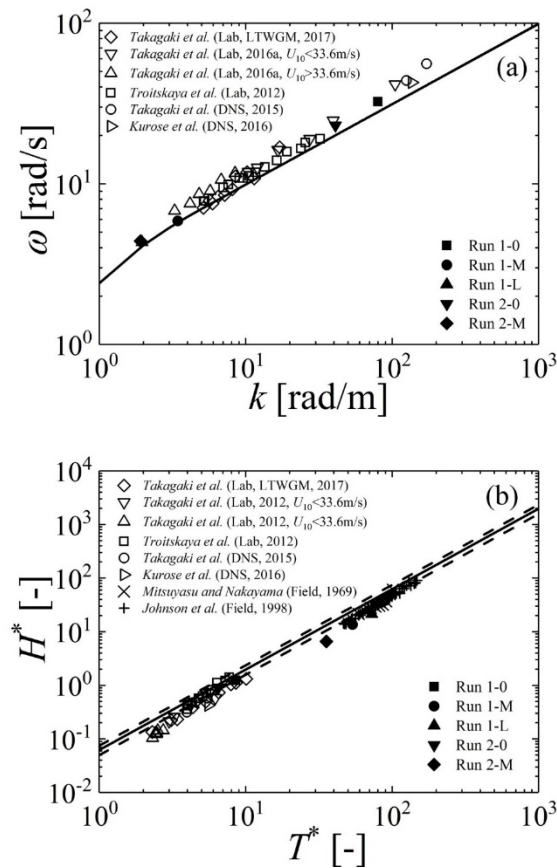 (a)
Takagaki et al. (Lab, LTWGM, 2017)
Takagaki et al. (Lab, 2016a, U10<33.6m/s)
Takagaki et al. (Lab, 2016a, U10>33.6m/s)
Troitskaya et al. (Lab, 2012)
Takagaki et al. (DNS, 2015)
Kurose et al. (DNS, 2016)
Run 1-0
Run 1-M
Run 1-L
Run 2-0
Run 2-M
10^2
10^1
10^0
ω [rad/s]
10^0 10^1 10^2 10^3
k [rad/m]
(b)
Takagaki et al. (Lab, LTWGM, 2017)
Takagaki et al. (Lab, 2012, U10<33.6m/s)
Takagaki et al. (Lab, 2012, U10<33.6m/s)
Troitskaya et al. (Lab, 2012)
Takagaki et al. (DNS, 2015)
Kurose et al. (DNS, 2016)
Mitsuyasu and Nakayama (Field, 1969)
Johnson et al. (Field, 1998)
Run 1-0
Run 1-M
Run 1-L
Run 2-0
Run 2-M
10^4
10^3
10^2
10^1
10^0
10^-1
10^-2
H* [-]
10^0 10^1 10^2 10^3
T* [-]